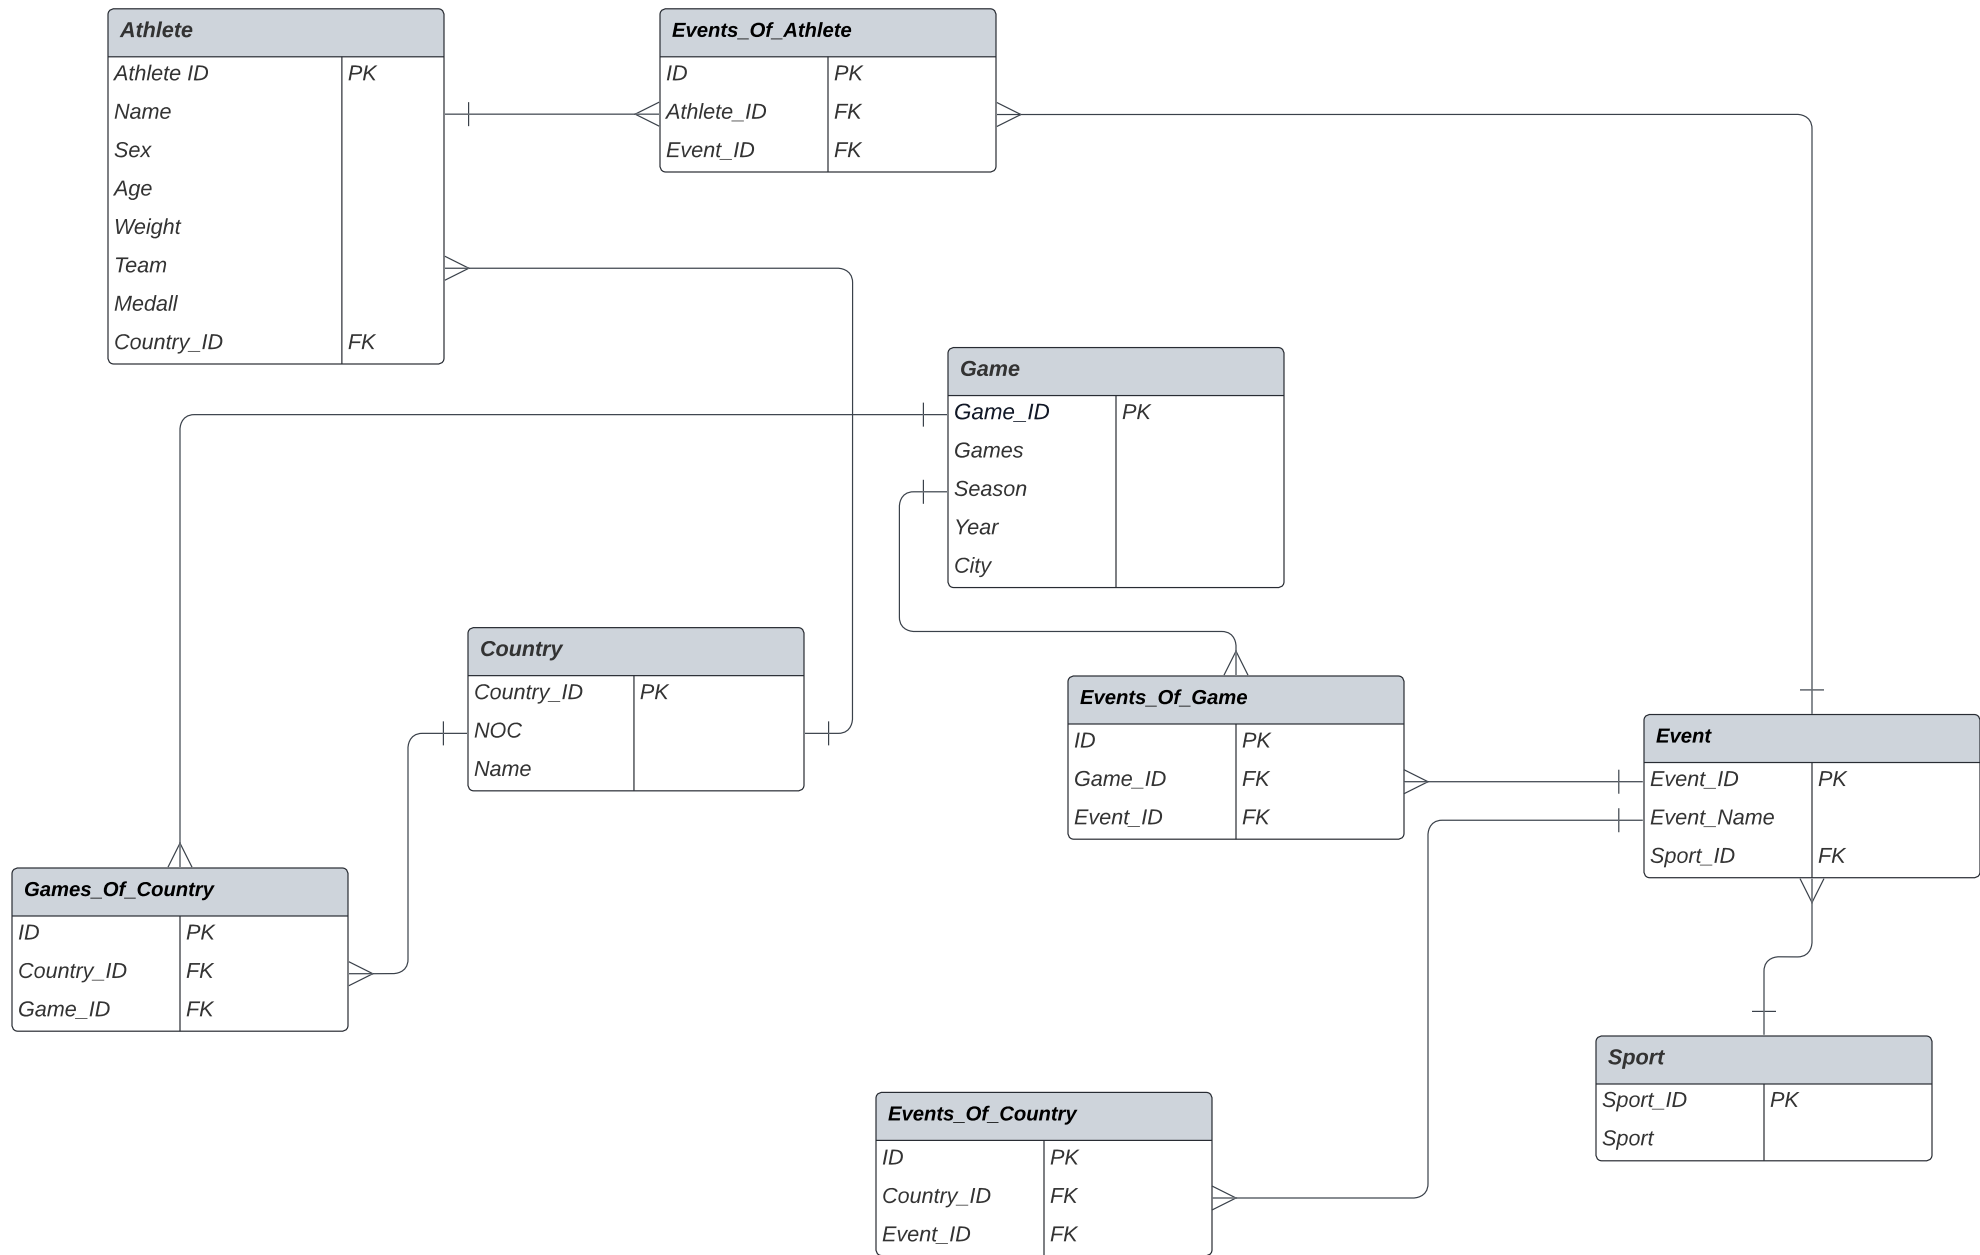 Athlete
Athlete ID PK
Name
Sex
Age
Weight
Team
Medall
Country_ID FK
Events_Of_Athlete
ID PK
Athlete_ID FK
Event_ID FK
Game
Game_ID PK
Games
Season
Year
City
Country
Country_ID PK
NOC
Name
Events_Of_Game
ID PK
Game_ID FK
Event_ID FK
Event
Event_ID PK
Event_Name
Sport_ID FK
Games_Of_Country
ID PK
Country_ID FK
Game_ID FK
Sport
Sport_ID PK
Sport
Events_Of_Country
ID PK
Country_ID FK
Event_ID FK